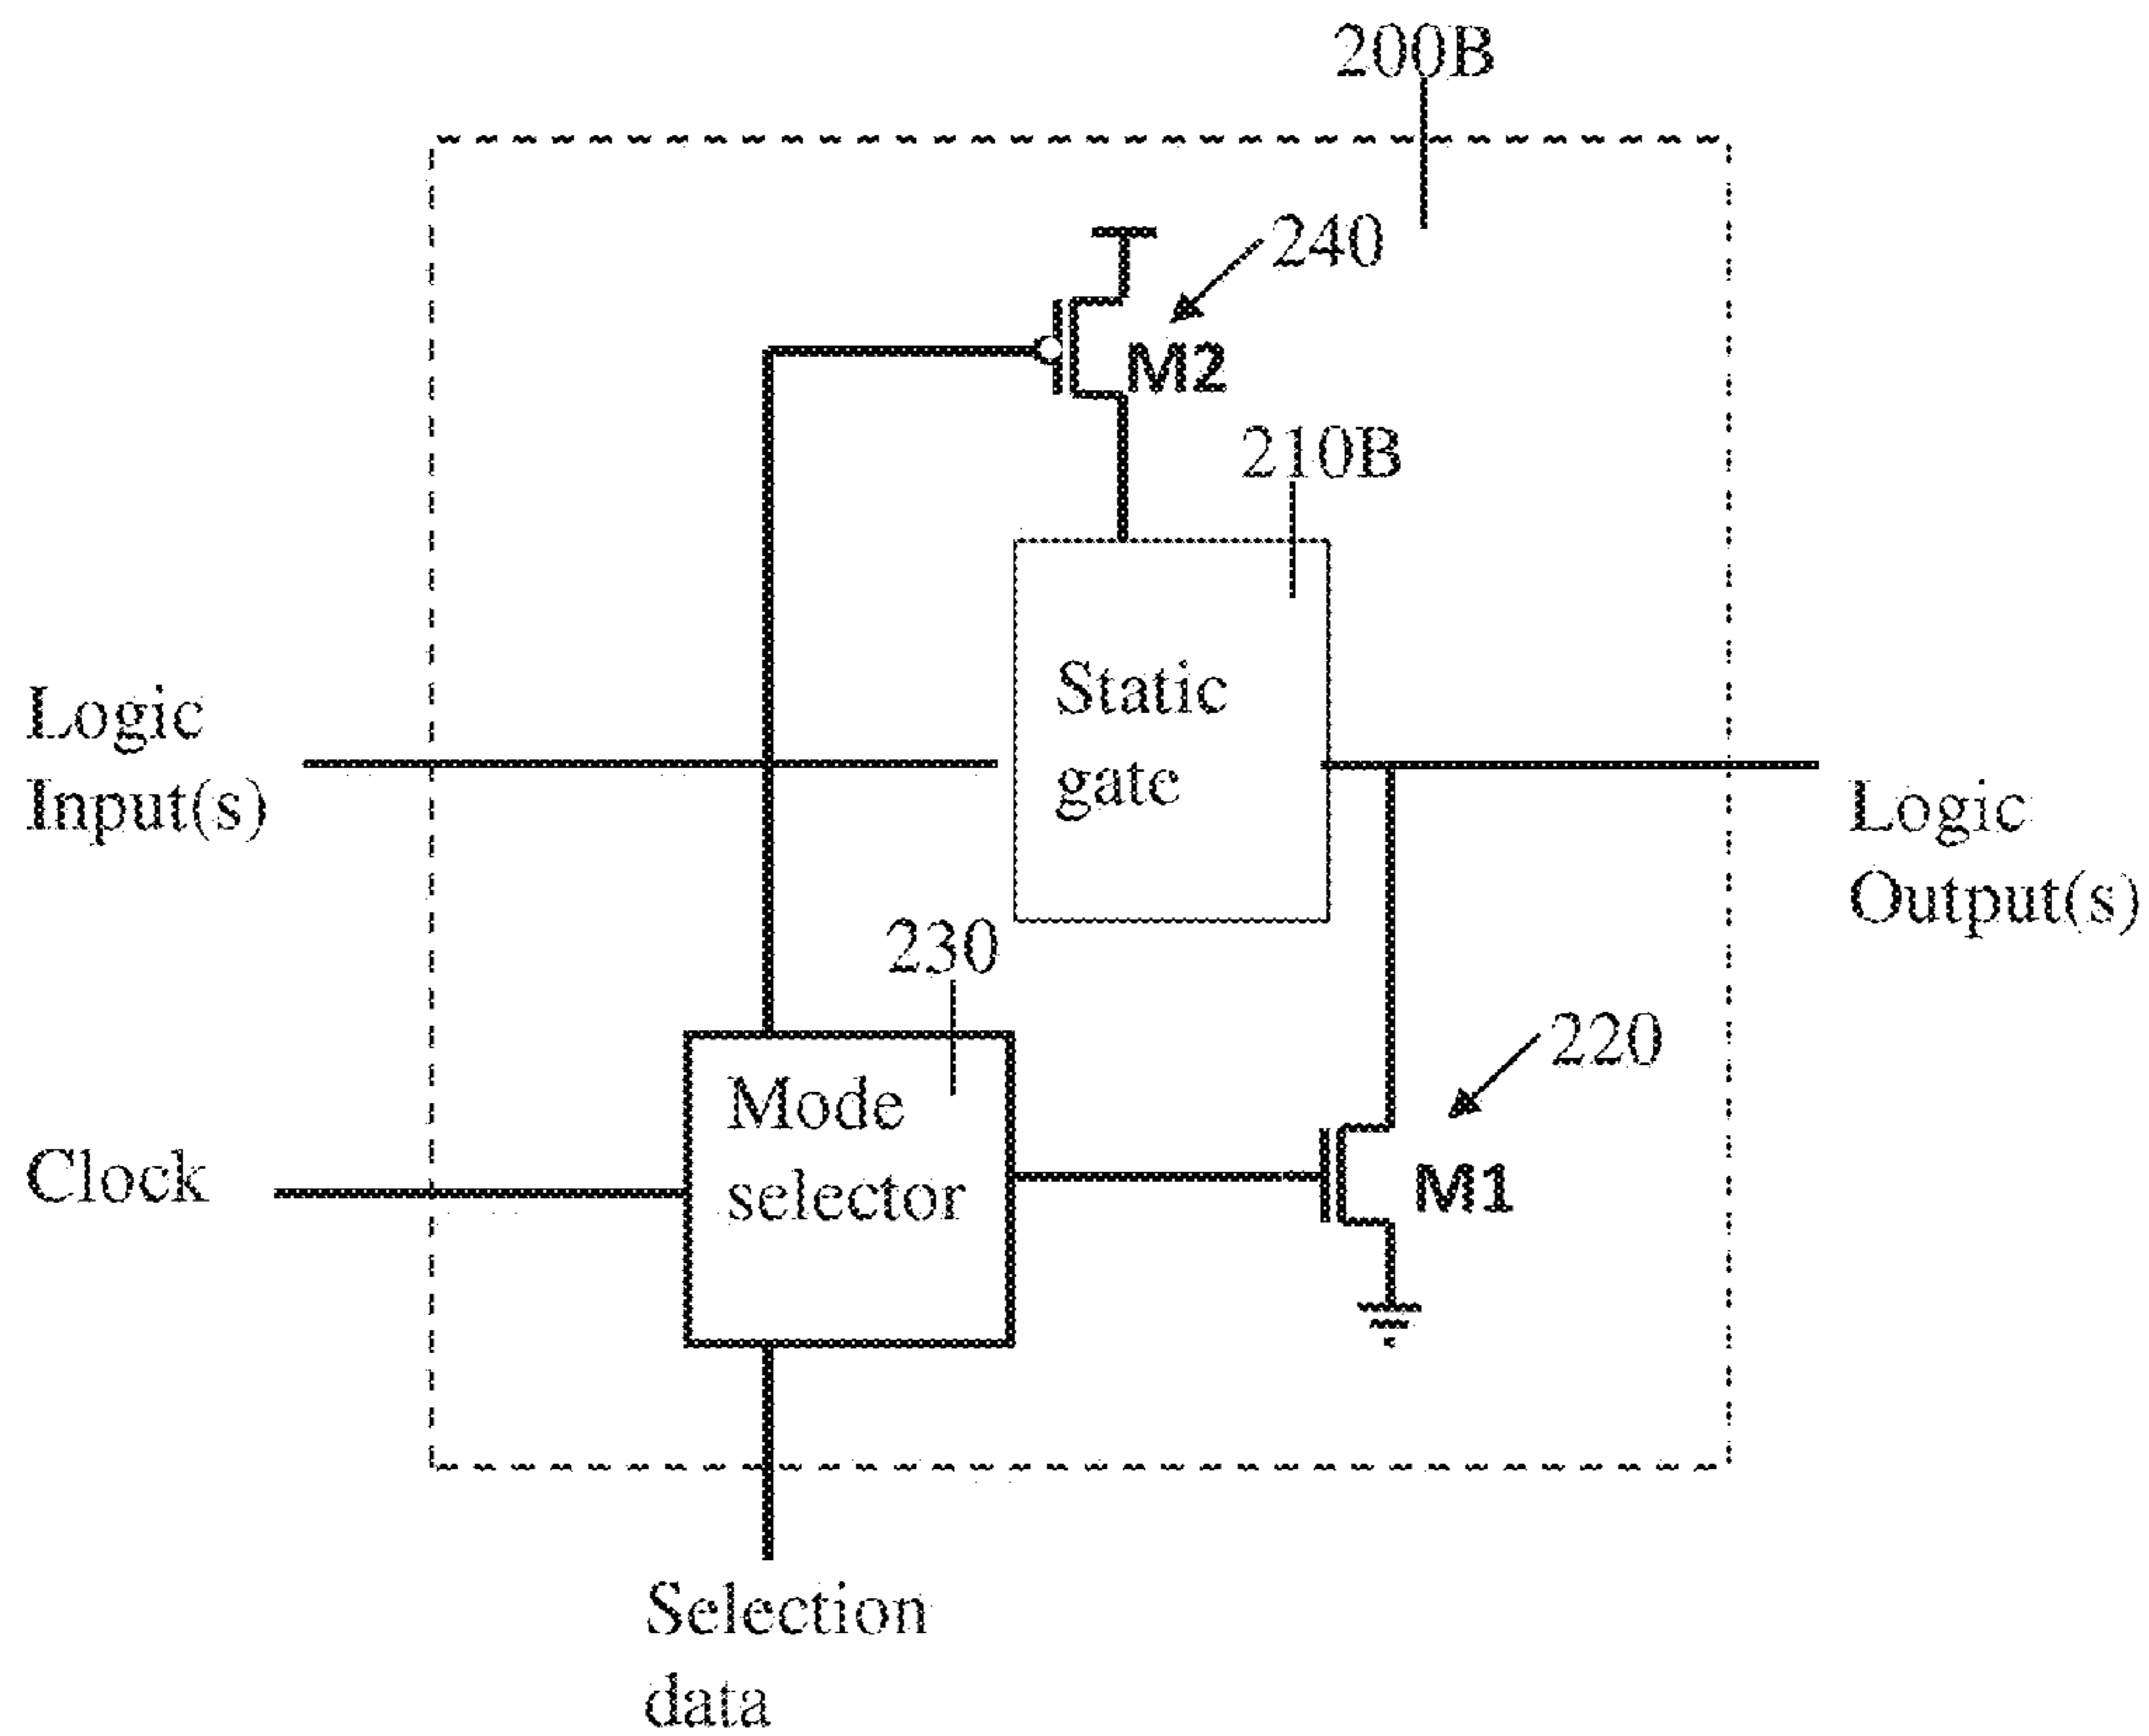 200B
240
M2
210B
Static
gate
Logic
Input(s)
Logic
Output(s)
230
220
Mode
selector
M1
Clock
Selection
data